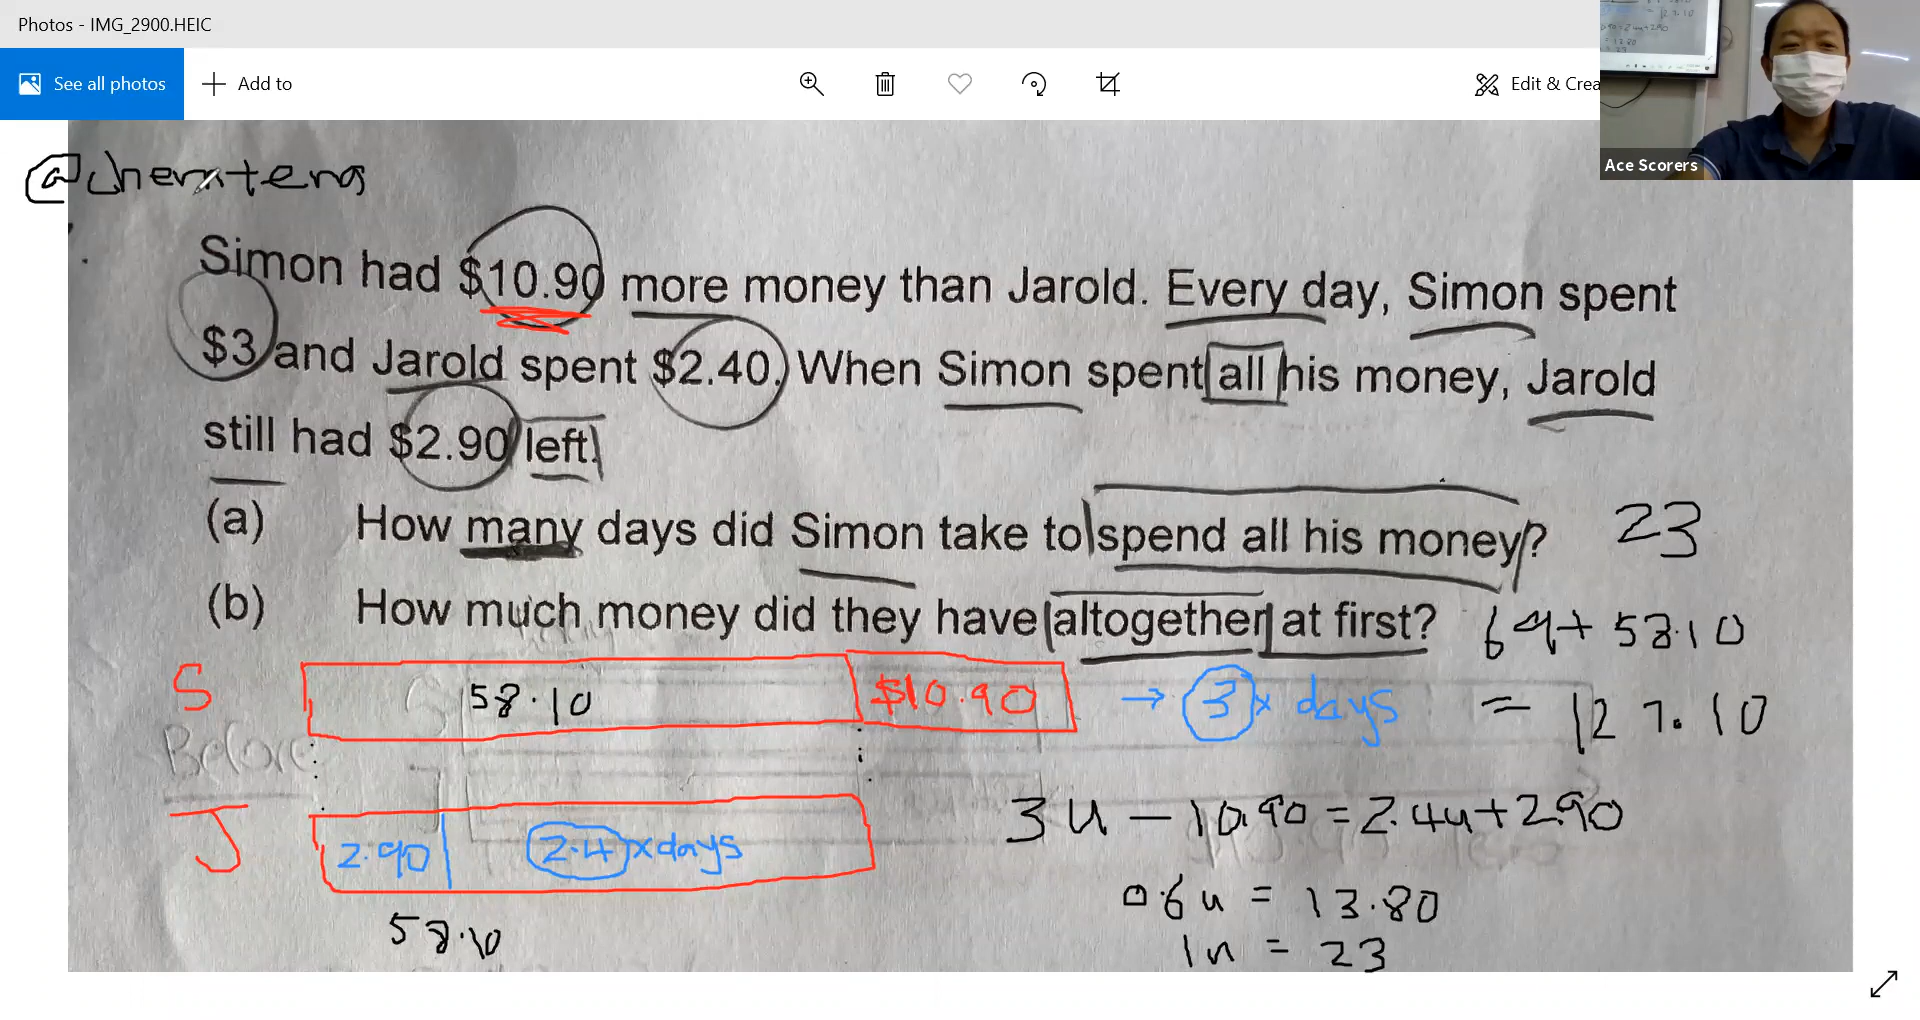 Photos - IMG_2900.HEIC
See all photos
Add to
Edit & Crea
Ace Scorers
@chernteng
Simon had $10.90 more money than Jarold. Every day, Simon spent
$3 and Jarold spent $2.40. When Simon spent all his money, Jarold
still had $2.90 left.
(a) How many days did Simon take to spend all his money? 23
(b) How much money did they have altogether at first? 69+ 58.10
S 58.10 $10.90 → 3 x days = 127.10
Before
J 2.90 2.4 x days 3u - 10.90 = 2.4u + 2.90
0.6u = 13.80
58.10
1u = 23